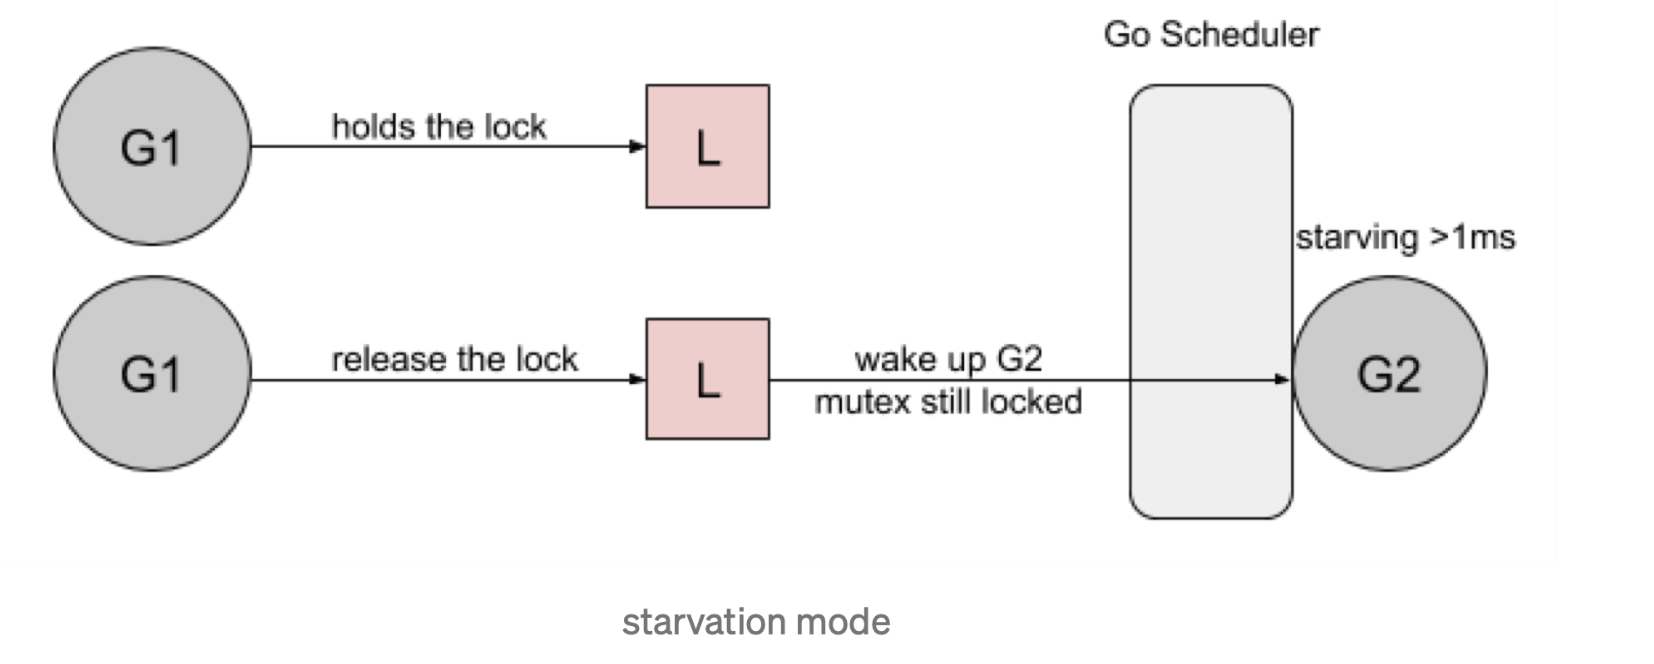 Go Scheduler
G1
holds the lock
L
starving >1ms
G1
release the lock
L
wake up G2
mutex still locked
G2
starvation mode